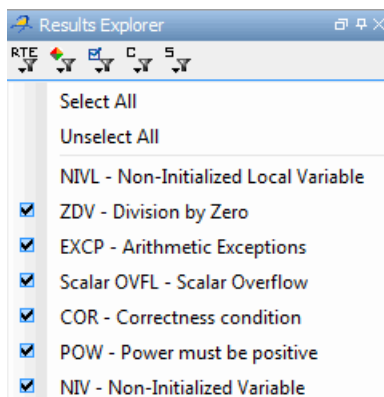 Results Explorer
RTE C S
Select All
Unselect All
NIVL - Non-Initialized Local Variable
ZDV - Division by Zero
EXCP - Arithmetic Exceptions
Scalar OVFL - Scalar Overflow
COR - Correctness condition
POW - Power must be positive
NIV - Non-Initialized Variable